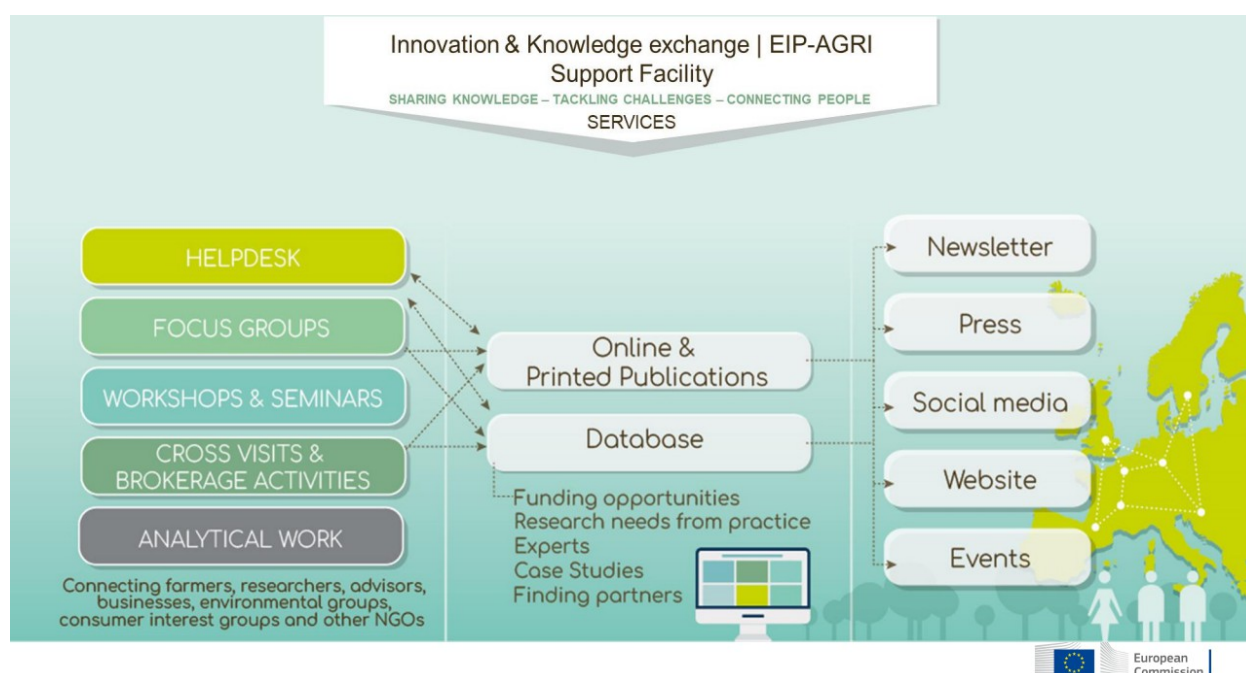 Innovation & Knowledge exchange | EIP-AGRI
Support Facility
SHARING KNOWLEDGE – TACKLING CHALLENGES – CONNECTING PEOPLE
SERVICES
HELPDESK
FOCUS GROUPS
WORKSHOPS & SEMINARS
CROSS VISITS &
BROKERAGE ACTIVITIES
ANALYTICAL WORK
Connecting farmers, researchers, advisors,
businesses, environmental groups,
consumer interest groups and other NGOs
Online &
Printed Publications
Database
Funding opportunities
Research needs from practice
Experts
Case Studies
Finding partners
Newsletter
Press
Social media
Website
Events
European
Commission